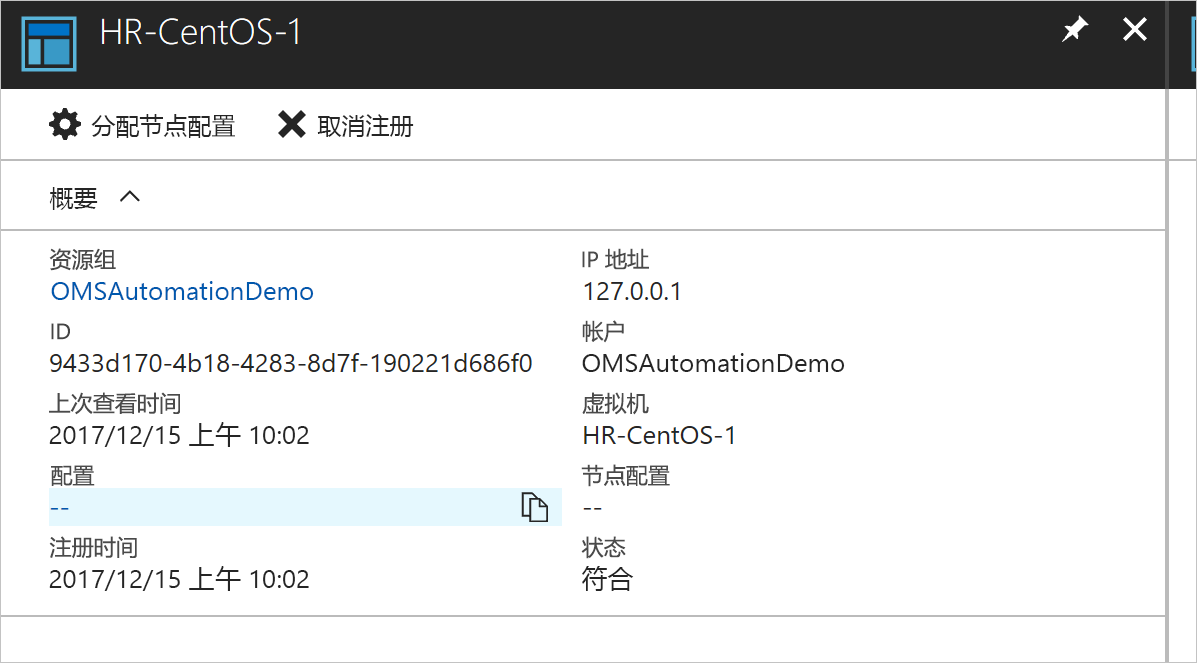 HR-CentOS-1
分配节点配置 取消注册
概要
资源组
OMSAutomationDemo
ID
9433d170-4b18-4283-8d7f-190221d686f0
上次查看时间
2017/12/15 上午 10:02
配置
--
注册时间
2017/12/15 上午 10:02
IP 地址
127.0.0.1
帐户
OMSAutomationDemo
虚拟机
HR-CentOS-1
节点配置
--
状态
符合